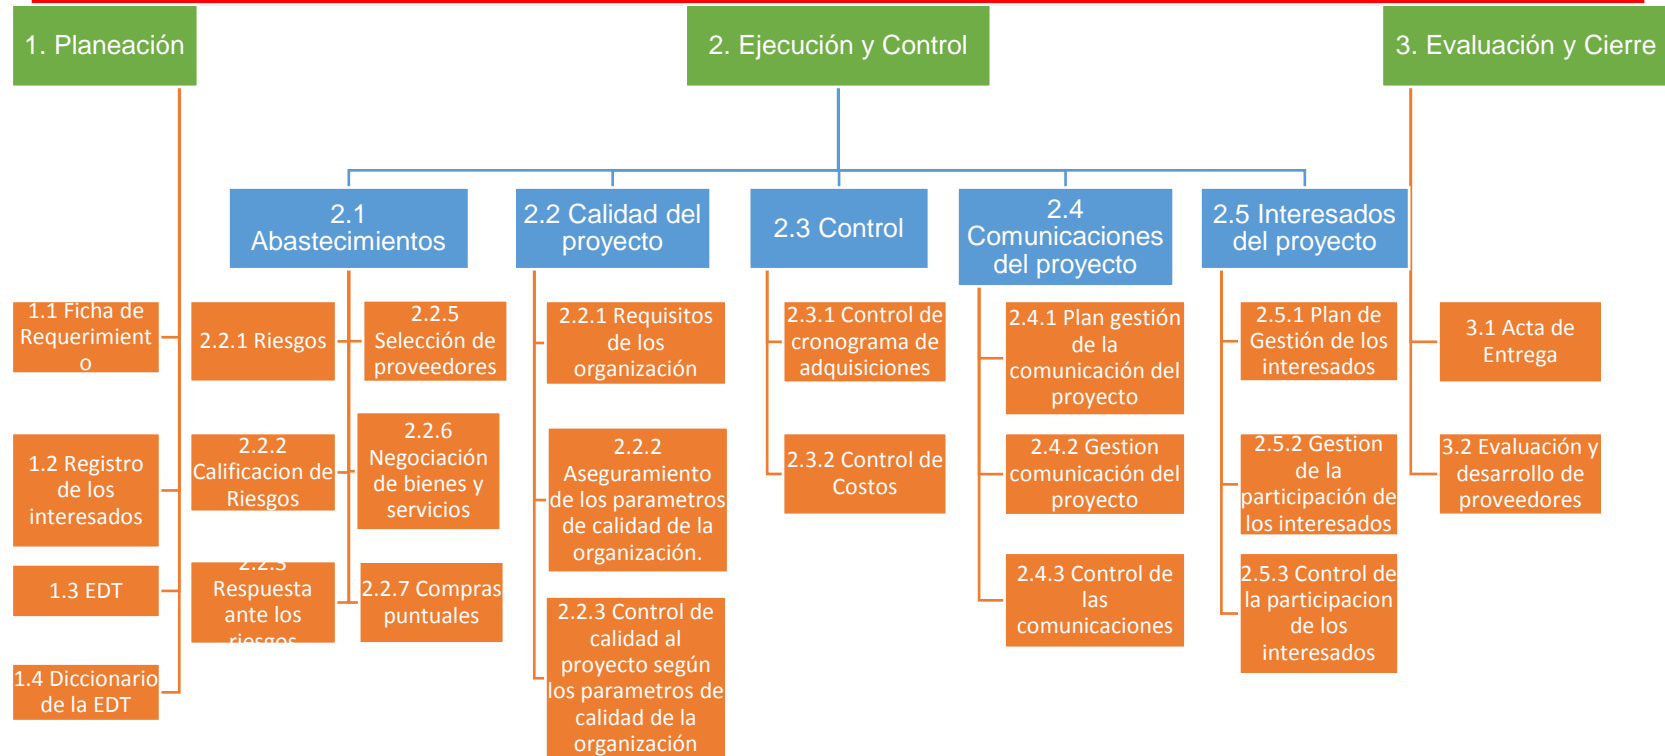 1. Planeación
2. Ejecución y Control
3. Evaluación y Cierre
2.1
Abastecimientos
2.2 Calidad del
proyecto
2.3 Control
2.4
Comunicaciones
del proyecto
2.5 Interesados
del proyecto
1.1 Ficha de
Requerimient
o
1.2 Registro
de los
interesados
1.3 EDT
1.4 Diccionario
de la EDT
2.2.1 Riesgos
2.2.2
Calificacion de
Riesgos
2.2.3
Respuesta
ante los
riesgos
2.2.5
Selección de
proveedores
2.2.6
Negociación
de bienes y
servicios
2.2.7 Compras
puntuales
2.2.1 Requisitos
de los
organización
2.2.2
Aseguramiento
de los parametros
de calidad de la
organización.
2.2.3 Control de
calidad al
proyecto según
los parametros de
calidad de la
organización
2.3.1 Control de
cronograma de
adquisiciones
2.3.2 Control de
Costos
2.4.1 Plan gestión
de la
comunicación del
proyecto
2.4.2 Gestion
comunicación del
proyecto
2.4.3 Control de
las
comunicaciones
2.5.1 Plan de
Gestión de los
interesados
2.5.2 Gestion
de la
participación de
los interesados
2.5.3 Control de
la participacion
de los
interesados
3.1 Acta de
Entrega
3.2 Evaluación y
desarrollo de
proveedores